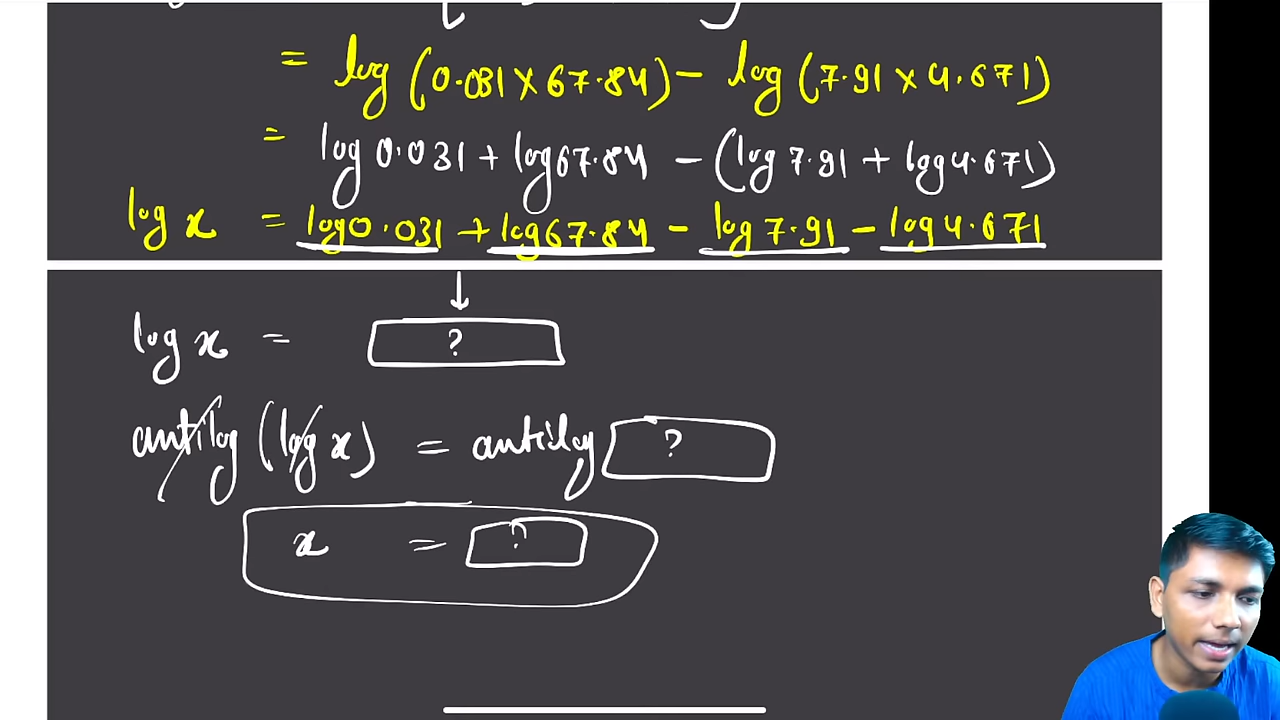 = log (0.031 × 67.84) - log (7.91 × 4.671)
= log 0.031 + log 67.84 - (log 7.91 + log 4.671)
log x = log 0.031 + log 67.84 - log 7.91 - log 4.671
log x = ?
antilog (log x) = antilog ?
x = ?